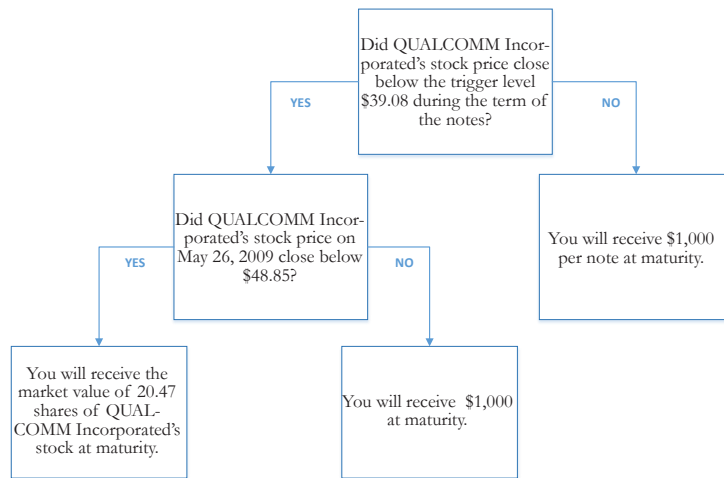 Did QUALCOMM Incor-
porated's stock price close
below the trigger level
$39.08 during the term of
the notes?
YES
NO
Did QUALCOMM Incor-
porated's stock price on
May 26, 2009 close below
$48.85?
You will receive $1,000
per note at maturity.
YES
NO
You will receive the
market value of 20.47
shares of QUAL-
COMM Incorporated's
stock at maturity.
You will receive $1,000
at maturity.